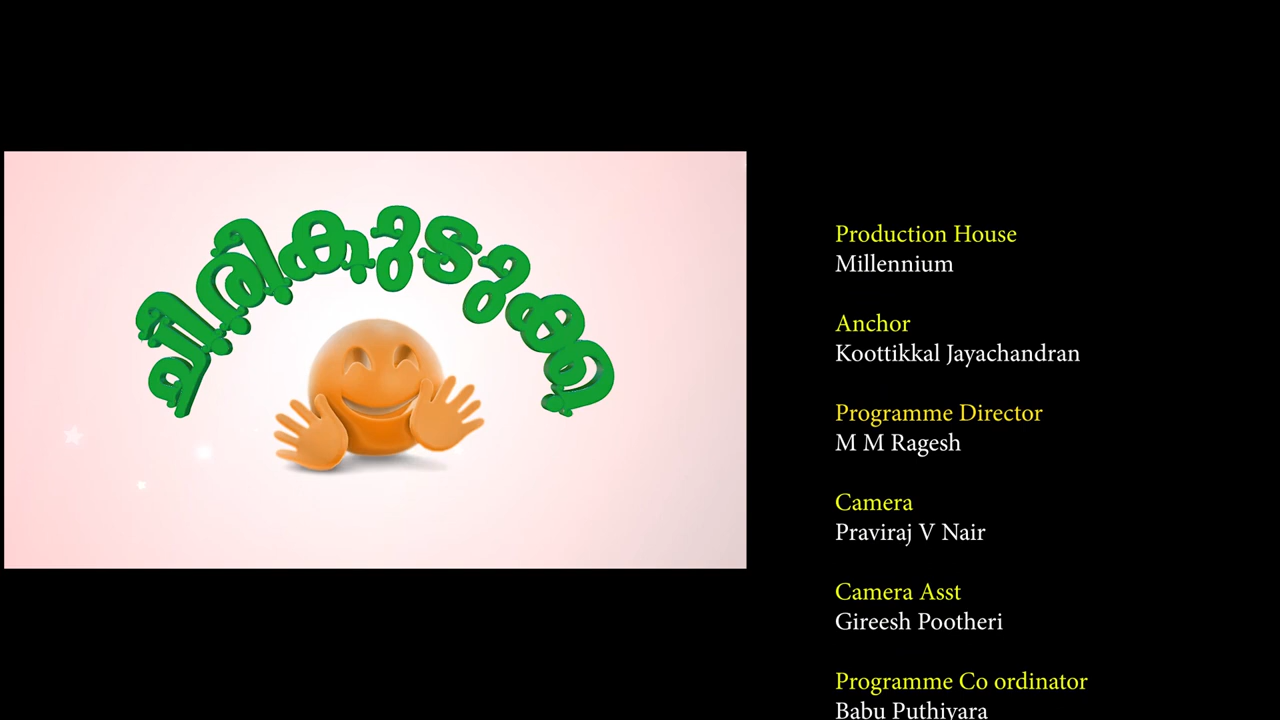 ചിരികുടുക്ക
Production House
Millennium
Anchor
Koottikkal Jayachandran
Programme Director
M M Ragesh
Camera
Praviraj V Nair
Camera Asst
Gireesh Pootheri
Programme Co ordinator
Babu Puthiyara